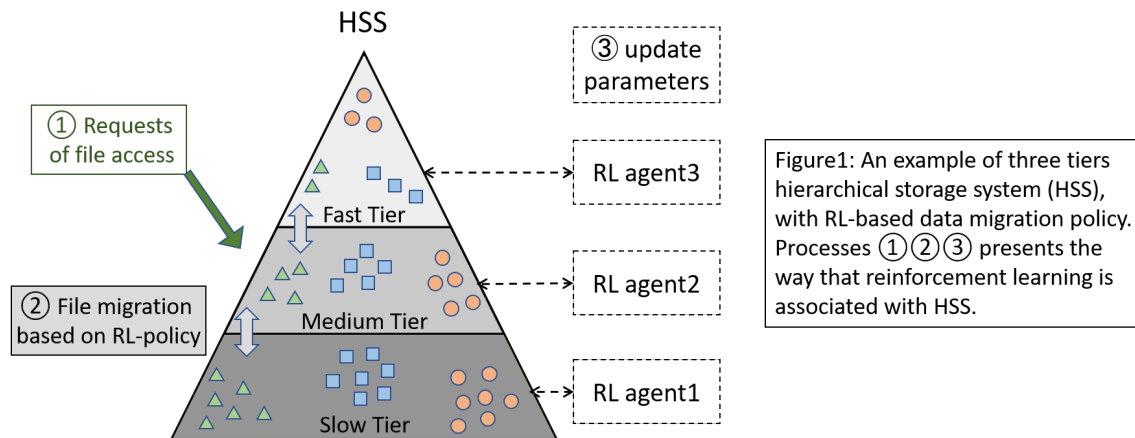 HSS
③ update
parameters
① Requests
of file access
RL agent3
Fast Tier
Figure1: An example of three tiers
hierarchical storage system (HSS),
with RL-based data migration policy.
Processes ①②③ presents the
way that reinforcement learning is
associated with HSS.
② File migration
based on RL-policy
RL agent2
Medium Tier
RL agent1
Slow Tier